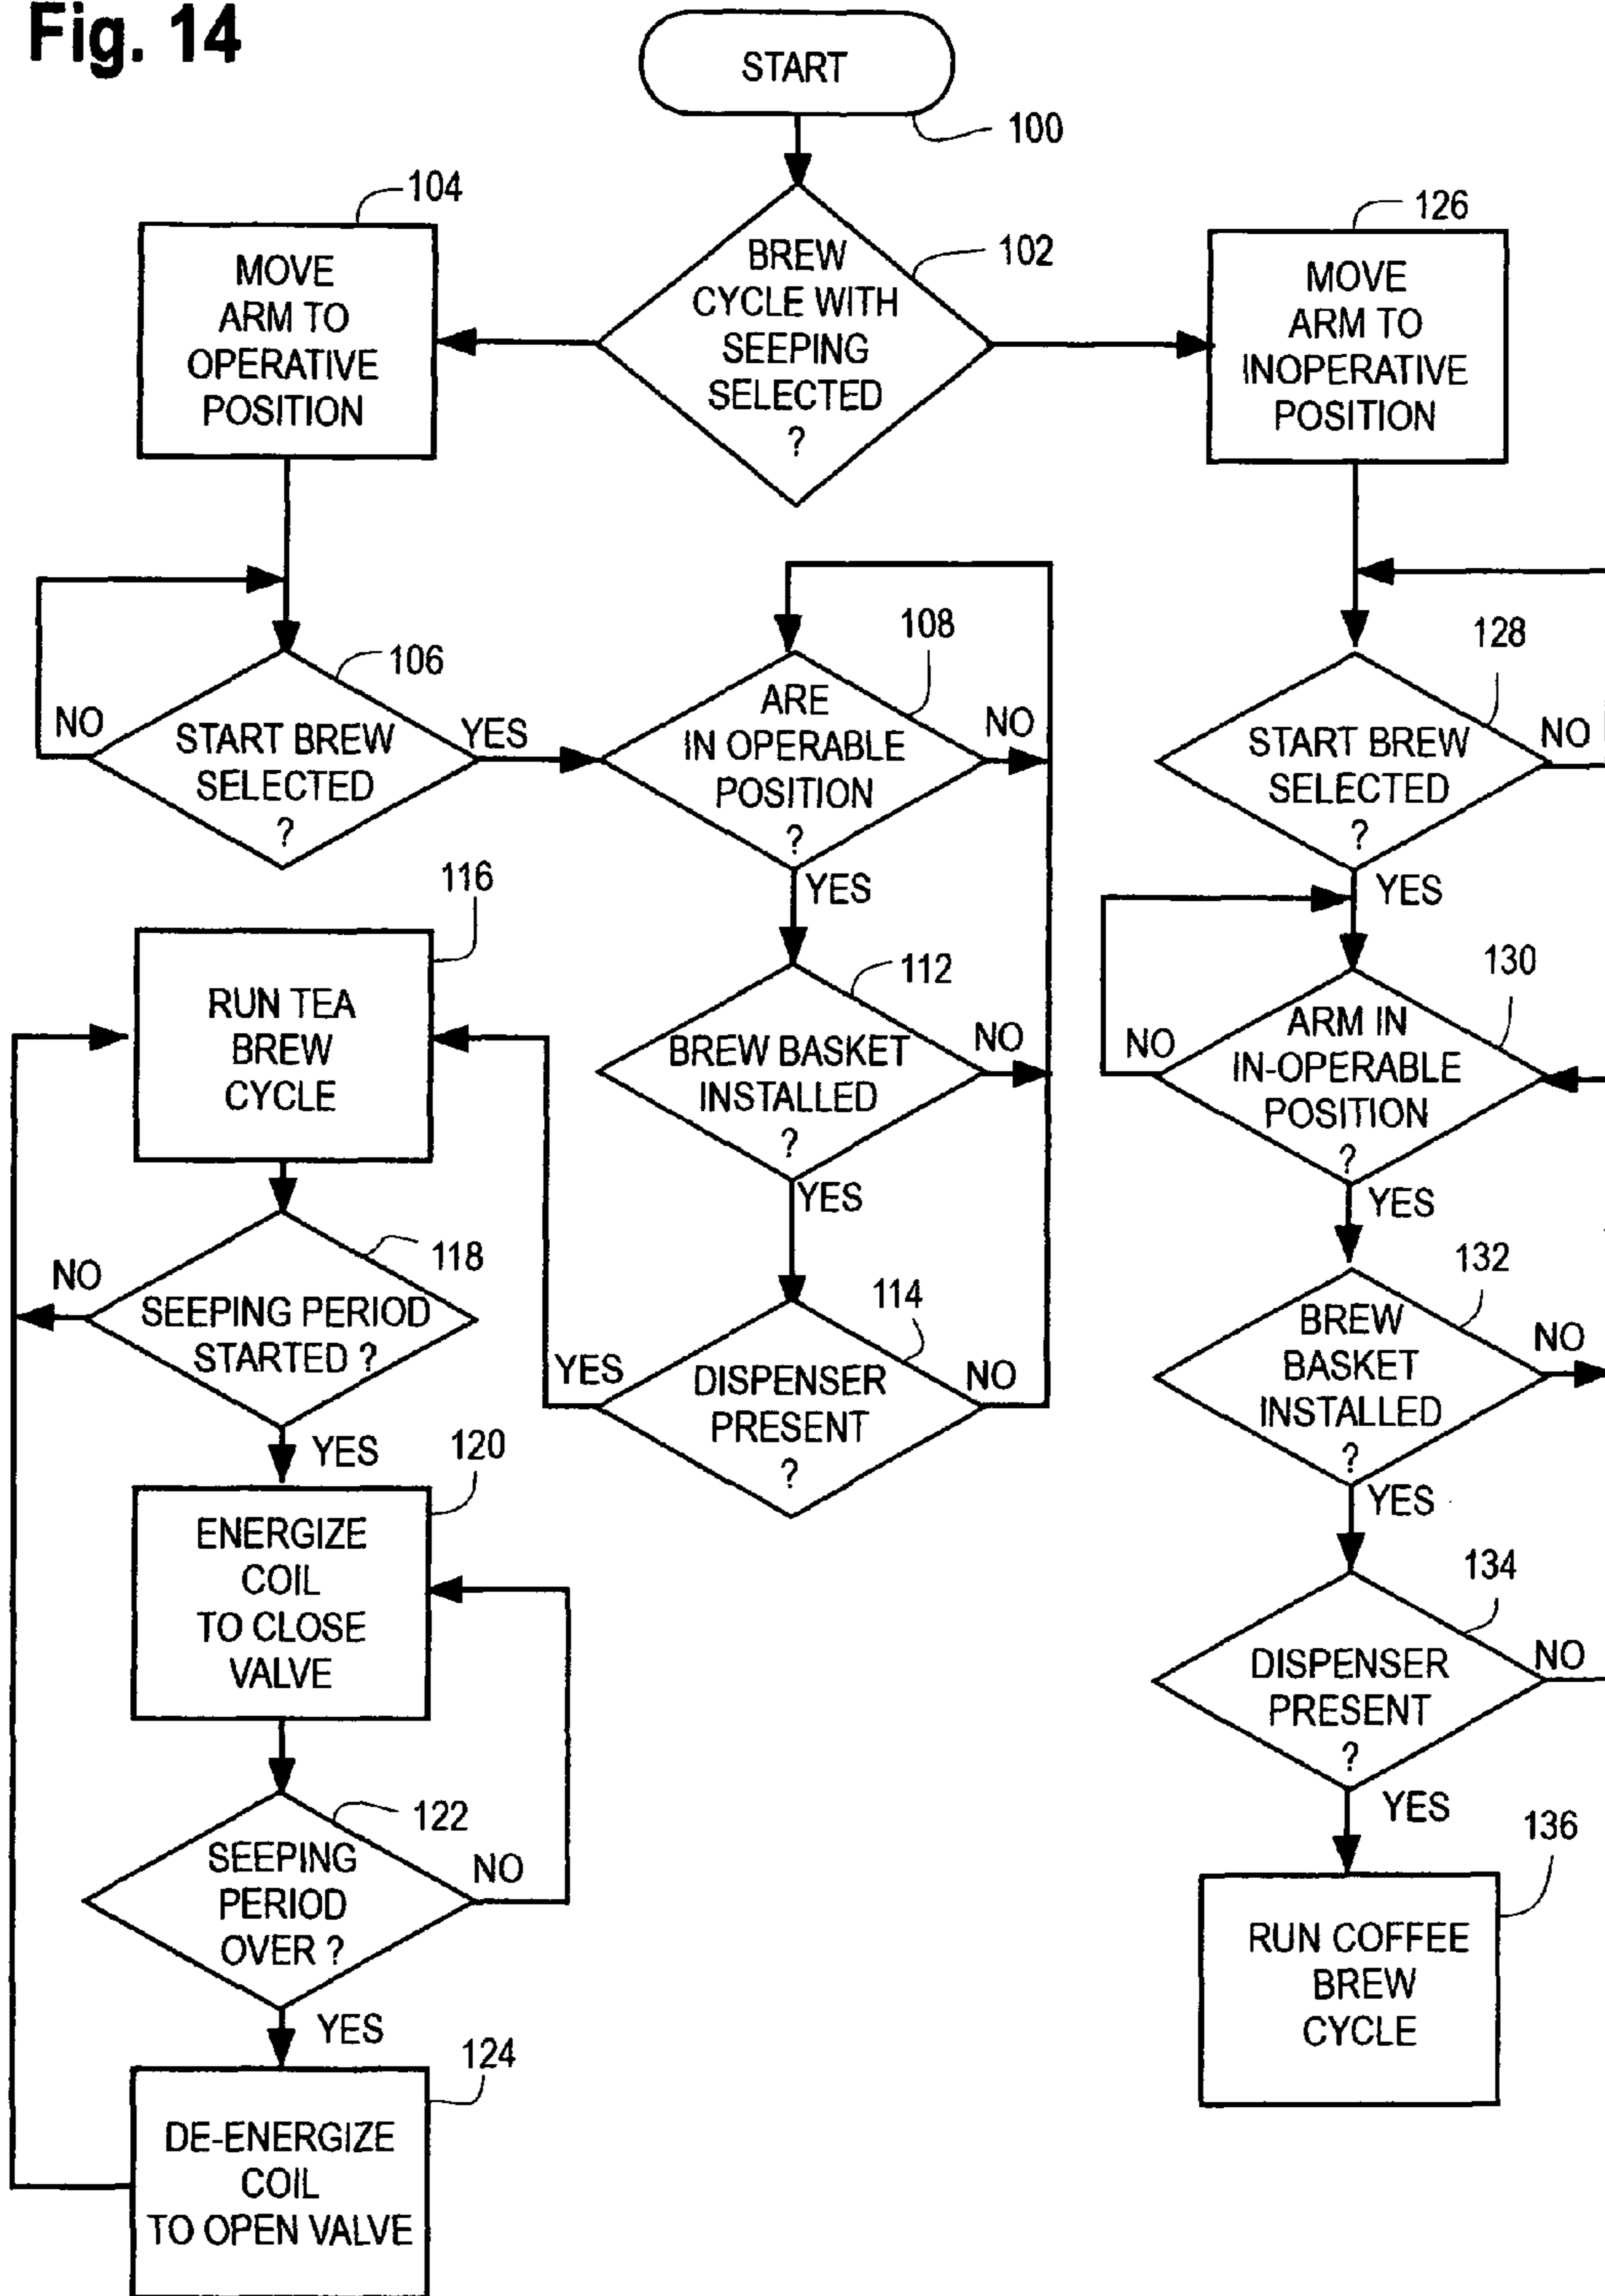 Fig. 14
START
100
BREW
CYCLE WITH
SEEPING
SELECTED
?
102
104
MOVE
ARM TO
OPERATIVE
POSITION
126
MOVE
ARM TO
INOPERATIVE
POSITION
106
START BREW
SELECTED
?
NO
YES
108
ARE
IN OPERABLE
POSITION
?
NO
YES
112
BREW BASKET
INSTALLED
?
NO
YES
114
DISPENSER
PRESENT
?
YES
NO
116
RUN TEA
BREW
CYCLE
118
SEEPING PERIOD
STARTED ?
NO
YES
120
ENERGIZE
COIL
TO CLOSE
VALVE
122
SEEPING
PERIOD
OVER ?
NO
YES
124
DE-ENERGIZE
COIL
TO OPEN VALVE
128
START BREW
SELECTED
?
NO
YES
130
ARM IN
IN-OPERABLE
POSITION
?
NO
YES
132
BREW
BASKET
INSTALLED
?
NO
YES
134
DISPENSER
PRESENT
?
NO
YES
136
RUN COFFEE
BREW
CYCLE